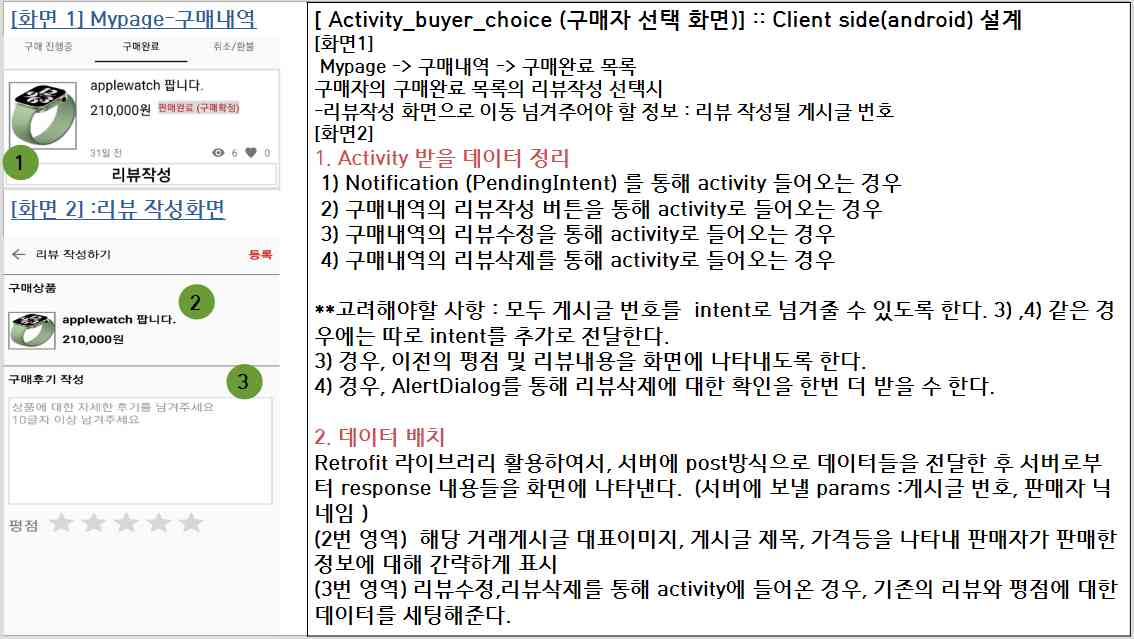 [화면 1] Mypage-구매내역
구매 진행중
구매완료
취소/환불
applewatch 팝니다.
210,000원
판매완료 (구매확정)
31일 전
6
0
1
리뷰작성
[화면 2] :리뷰 작성화면
리뷰 작성하기
등록
구매상품
2
applewatch 팝니다.
210,000원
구매후기 작성
3
상품에 대한 자세한 후기를 남겨주세요
10글자 이상 남겨주세요
평점
[ Activity_buyer_choice (구매자 선택 화면)] :: Client side(android) 설계
[화면1]
Mypage -> 구매내역 -> 구매완료 목록
구매자의 구매완료 목록의 리뷰작성 선택시
-리뷰작성 화면으로 이동 넘겨주어야 할 정보 : 리뷰 작성될 게시글 번호
[화면2]
1. Activity 받을 데이터 정리
1) Notification (PendingIntent) 를 통해 activity 들어오는 경우
2) 구매내역의 리뷰작성 버튼을 통해 activity로 들어오는 경우
3) 구매내역의 리뷰수정을 통해 activity로 들어오는 경우
4) 구매내역의 리뷰삭제를 통해 activity로 들어오는 경우
**고려해야할 사항 : 모두 게시글 번호를 intent로 넘겨줄 수 있도록 한다. 3) ,4) 같은 경
우에는 따로 intent를 추가로 전달한다.
3) 경우, 이전의 평점 및 리뷰내용을 화면에 나타내도록 한다.
4) 경우, AlertDialog를 통해 리뷰삭제에 대한 확인을 한번 더 받을 수 한다.
2. 데이터 배치
Retrofit 라이브러리 활용하여서, 서버에 post방식으로 데이터들을 전달한 후 서버로부
터 response 내용들을 화면에 나타낸다. (서버에 보낼 params :게시글 번호, 판매자 닉
네임 )
(2번 영역) 해당 거래게시글 대표이미지, 게시글 제목, 가격등을 나타내 판매자가 판매한
정보에 대해 간략하게 표시
(3번 영역) 리뷰수정,리뷰삭제를 통해 activity에 들어온 경우, 기존의 리뷰와 평점에 대한
데이터를 세팅해준다.